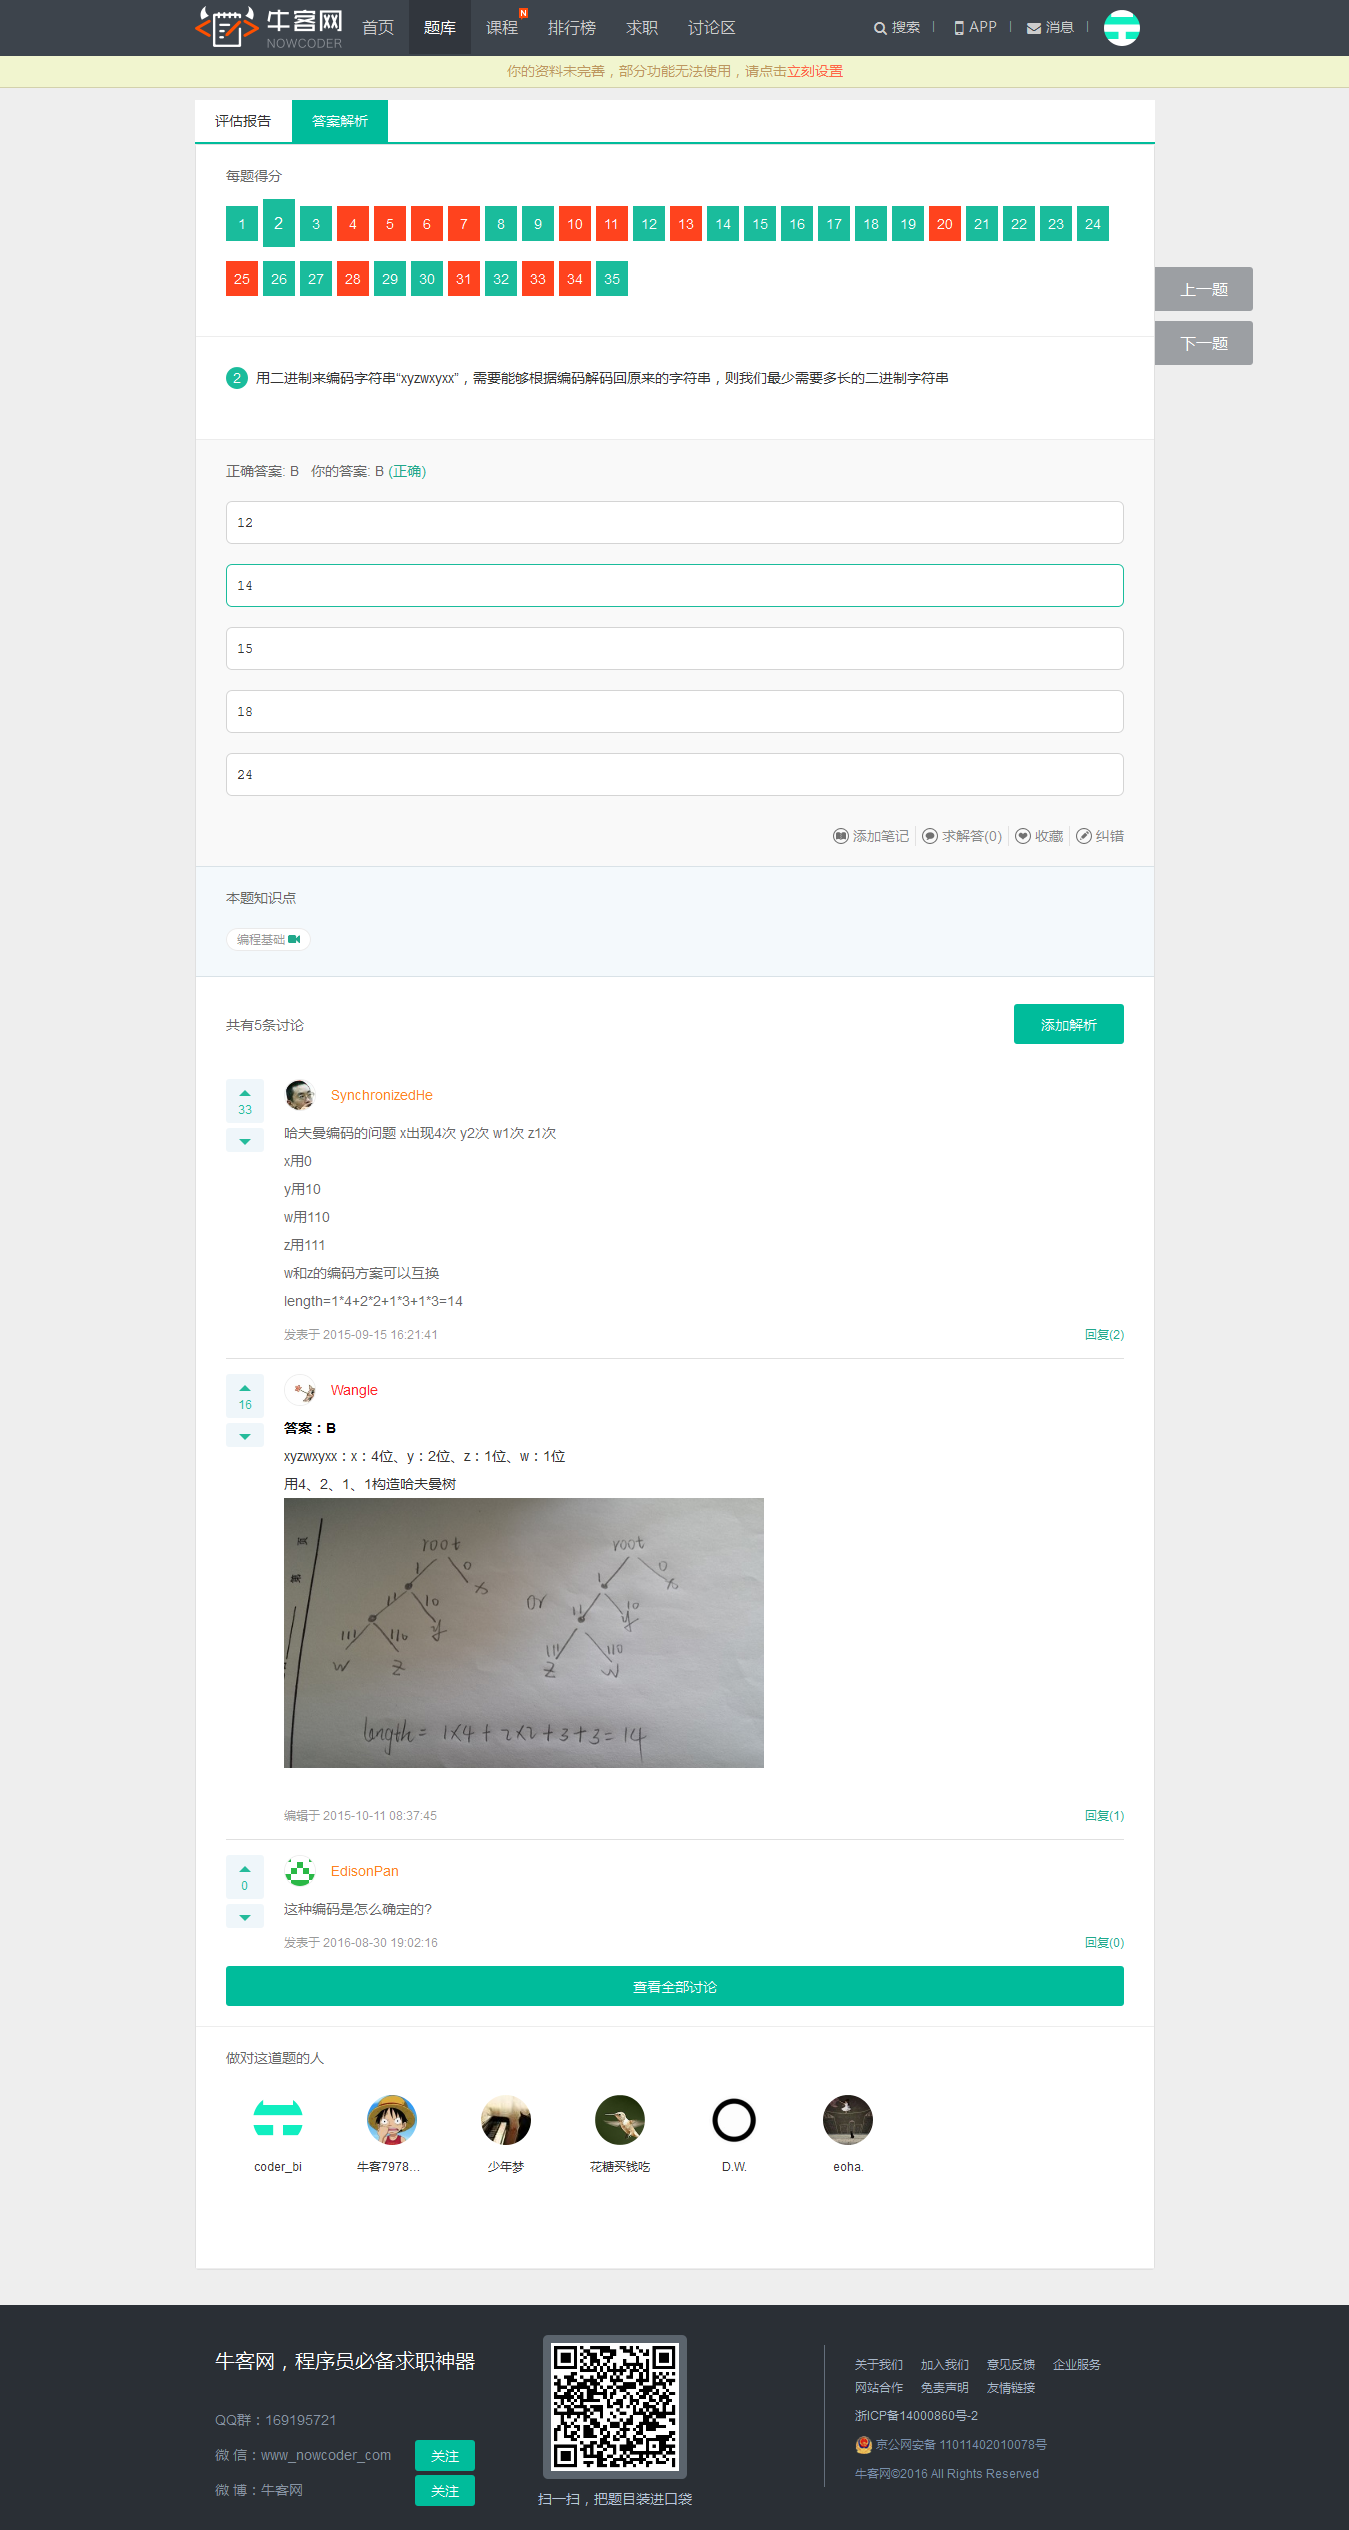 牛客网
NOWCODER
首页 题库 课程 N 排行榜 求职 讨论区 搜索 APP 消息
你的资料未完善，部分功能无法使用，请点击立刻设置
评估报告 答案解析
每题得分
1 2 3 4 5 6 7 8 9 10 11 12 13 14 15 16 17 18 19 20 21 22 23 24
25 26 27 28 29 30 31 32 33 34 35
上一题
下一题
2 用二进制来编码字符串“xyzwxyxx”，需要能够根据编码解码回原来的字符串，则我们最少需要多长的二进制字符串
正确答案: B 你的答案: B (正确)
12
14
15
18
24
添加笔记 求解答(0) 收藏 纠错
本题知识点
编程基础
共有5条讨论 添加解析
33
SynchronizedHe
哈夫曼编码的问题 x出现4次 y2次 w1次 z1次
x用0
y用10
w用110
z用111
w和z的编码方案可以互换
length=1*4+2*2+1*3+1*3=14
发表于 2015-09-15 16:21:41 回复(2)
16
Wangle
答案：B
xyzwxyxx：x：4位、y：2位、z：1位、w：1位
用4、2、1、1构造哈夫曼树
第 页
root root
1 0 1 0
x x
11 10 or 11 10
y y
111 110 111 110
w z z w
length = 1×4+2×2+3+3=14
编辑于 2015-10-11 08:37:45 回复(1)
0
EdisonPan
这种编码是怎么确定的?
发表于 2016-08-30 19:02:16 回复(0)
查看全部讨论
做对这道题的人
coder_bi 牛客7978... 少年梦 花糖买钱吃 D.W. eoha.
牛客网，程序员必备求职神器
QQ群：169195721
微 信：www_nowcoder_com 关注
微 博：牛客网 关注
扫一扫，把题目装进口袋
关于我们 加入我们 意见反馈 企业服务
网站合作 免责声明 友情链接
浙ICP备14000860号-2
京公网安备 11011402010078号
牛客网©2016 All Rights Reserved